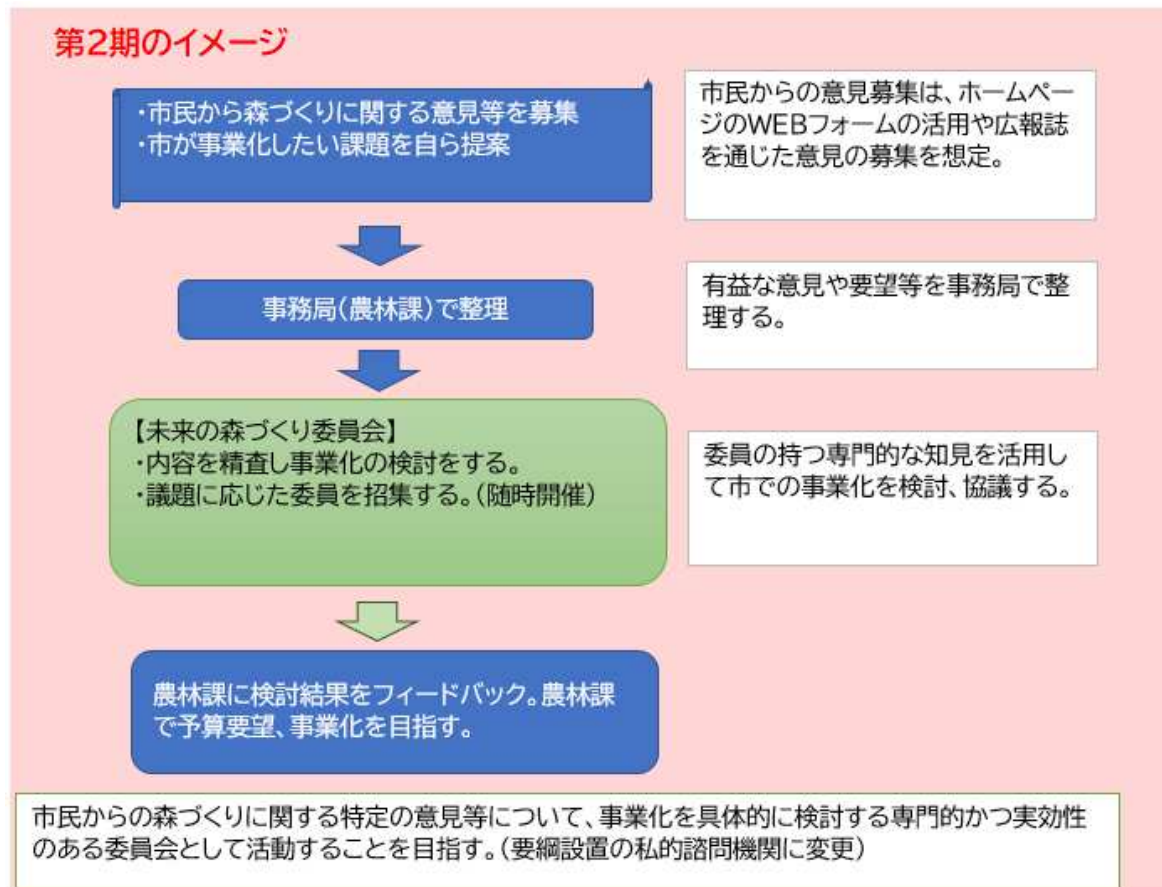 第2期のイメージ
・市民から森づくりに関する意見等を募集
・市が事業化したい課題を自ら提案
市民からの意見募集は、ホームペー
ジのWEBフォームの活用や広報誌
を通じた意見の募集を想定。
事務局(農林課)で整理
有益な意見や要望等を事務局で整
理する。
【未来の森づくり委員会】
・内容を精査し事業化の検討をする。
・議題に応じた委員を招集する。(随時開催)
委員の持つ専門的な知見を活用し
て市での事業化を検討、協議する。
農林課に検討結果をフィードバック。農林課
で予算要望、事業化を目指す。
市民からの森づくりに関する特定の意見等について、事業化を具体的に検討する専門的かつ実効性
のある委員会として活動することを目指す。(要綱設置の私的諮問機関に変更)